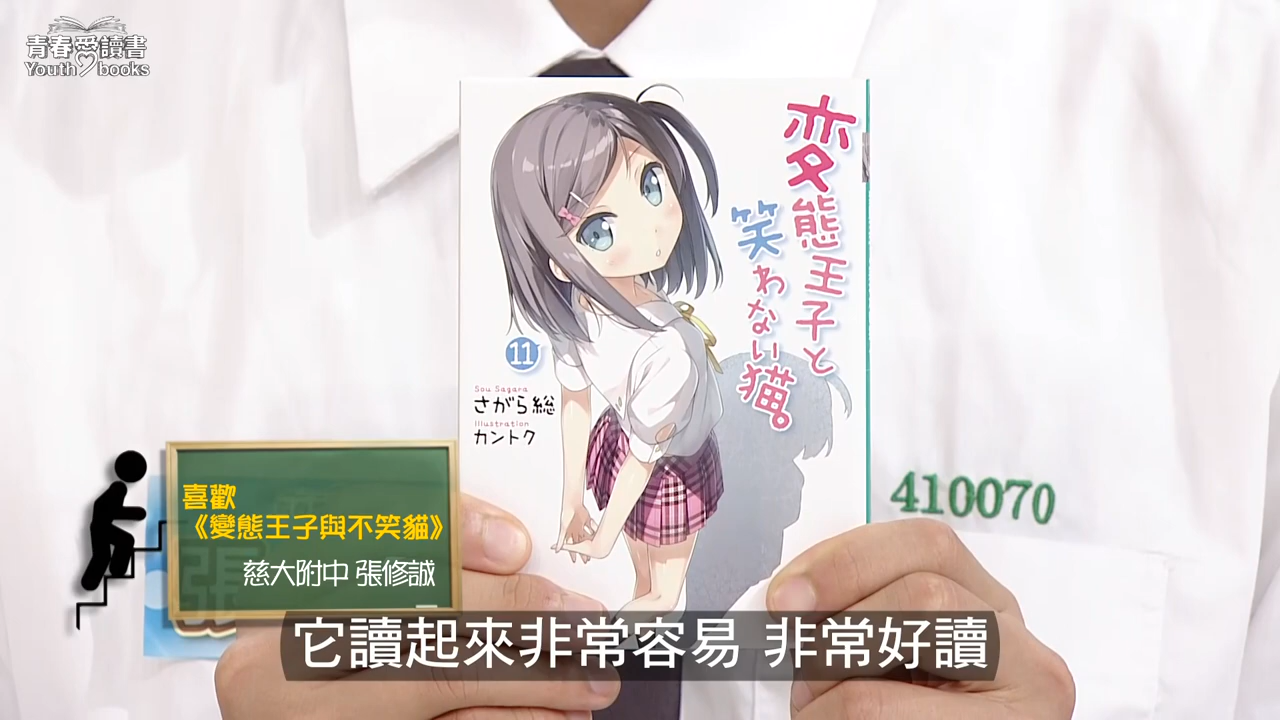 青春愛讀書
Youth books
変態王子と
笑わない猫。
11
Sou Sagara
さがら総
Illustration
カントク
410070
喜歡
《變態王子與不笑貓》
慈大附中 張修誠
它讀起來非常容易 非常好讀